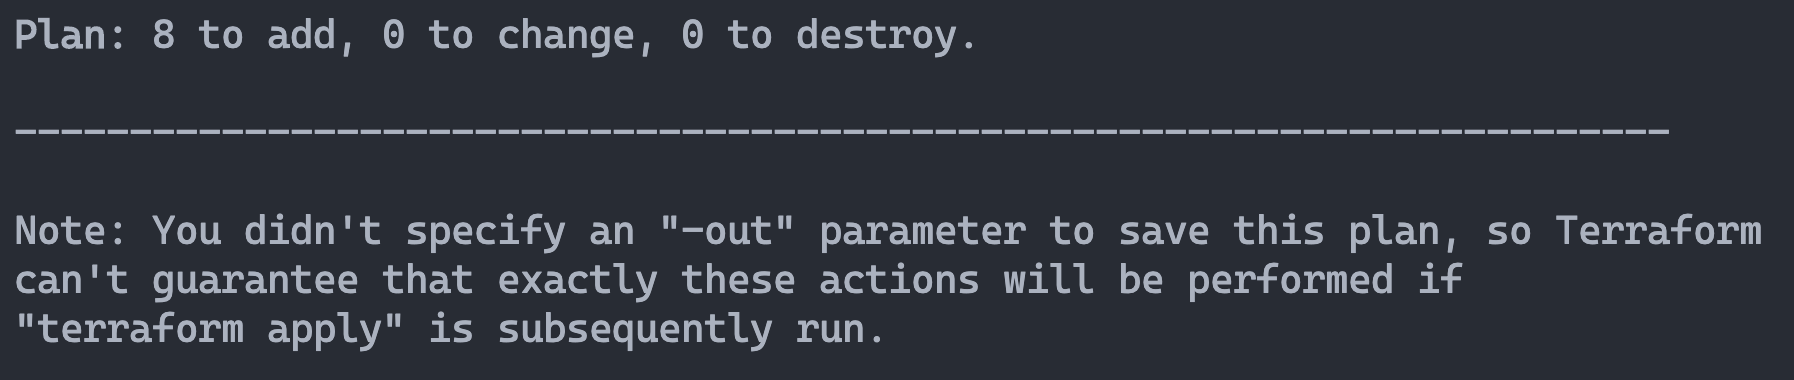 Plan: 8 to add, 0 to change, 0 to destroy.
------------------------------------------------------------------------
Note: You didn't specify an "-out" parameter to save this plan, so Terraform
can't guarantee that exactly these actions will be performed if
"terraform apply" is subsequently run.